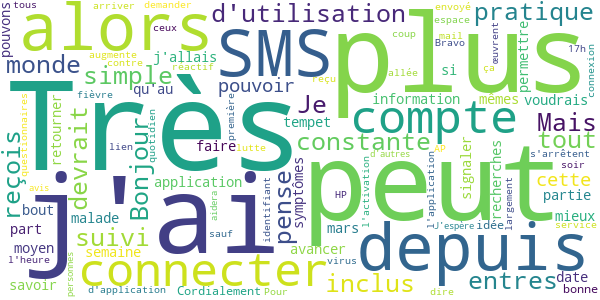 tous
arriver
demander
envoyé
espace
ceux
alors
d'utilisation
pratique
pouvons
SMS
plus
augmente
contre
coup
mail
Bravo
œuvrent
17h
monde
simple
j'allais
réactif
si
ça
connexion
permettre
qu'au
pouvoir
reçu
allée
fièvre
Très
Je
information
mêmes
voudrais
questionnaires
devrait
Bonjour
quotidien
première
compte
Mais
reçois
retourner
lien
faire
lutte
tempet
constante
d'autres
AP
signaler
recherches
tout
s'arrêtent
avis
application
pense
symptômes
l'activation
l'application
cette
soir
j'ai
peut
depuis
bout
malade
identifiant
HP
mars
J'espere
idée
largement
partie
part
suivi
aidera
sauf
mieux
moyen
semaine
avancer
service
l'heure
connecter
virus
inclus
entres
date
savoir
personnes
d'application
Cordialement
Pour
dire
bonne